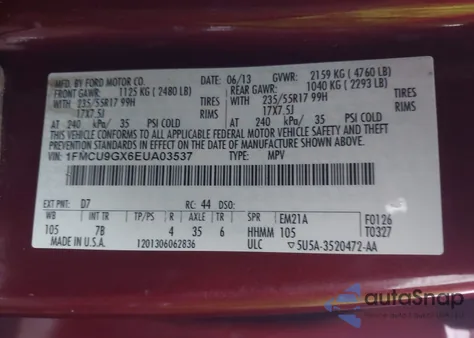 MFD. BY FORD MOTOR CO. 06/13 GVWR: 2159 KG ( 4760 LB)
FRONT GAWR: 1125 KG ( 2480 LB) REAR GAWR: 1040 KG ( 2293 LB)
WITH 235/55R17 99H TIRES WITH 235/55R17 99H TIRES
17X7.5J RIMS 17X7.5J RIMS
AT 240 kPa/ 35 PSI COLD AT 240 kPa/ 35 PSI COLD
THIS VEHICLE CONFORMS TO ALL APPLICABLE FEDERAL MOTOR VEHICLE SAFETY AND THEFT
PREVENTION STANDARDS IN EFFECT ON THE DATE OF MANUFACTURE SHOWN ABOVE.
VIN: 1FMCU9GX6EUA03537 TYPE: MPV
EXT PNT: D7 RC: 44 DSO:
WB INT TR TP/PS R AXLE TR SPR EM21A F0126
105 7B 4 35 6 HHMM 105 T0327
MADE IN U.S.A. 1201306062836 ULC 5U5A-3520472-AA
autoSnap